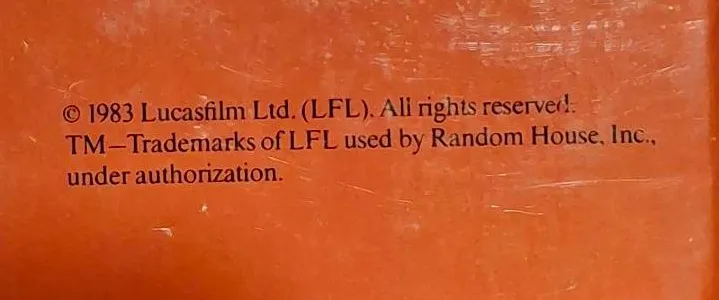 © 1983 Lucasfilm Ltd. (LFL). All rights reserved.
TM—Trademarks of LFL used by Random House, Inc.,
under authorization.